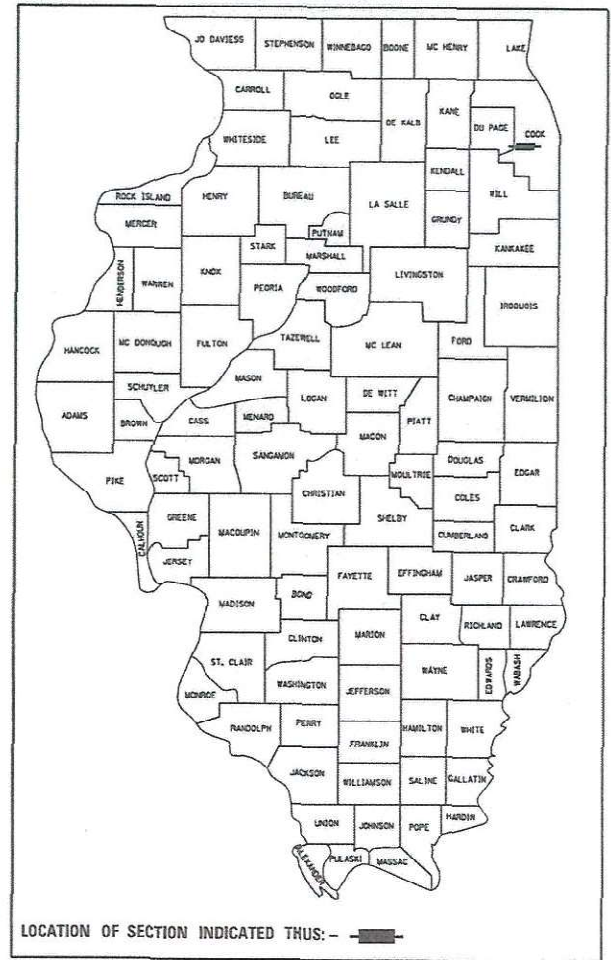 JO DAVIESS
STEPHENSON
WINNEBAGO
BOONE
MC HENRY
LAKE
CARROLL
OGLE
DE KALB
KANE
DU PAGE
COOK
WHITESIDE
LEE
KENDALL
WILL
ROCK ISLAND
HENRY
BUREAU
LA SALLE
GRUNDY
MERCER
PUTNAM
STARK
MARSHALL
KANKAKEE
HENDERSON
WARREN
KNOX
PEORIA
WOODFORD
LIVINGSTON
IROQUOIS
HANCOCK
MC DONOUGH
FULTON
TAZEWELL
MC LEAN
FORD
MASON
SCHUYLER
LOGAN
DE WITT
CHAMPAIGN
VERMILION
ADAMS
BROWN
CASS
MENARD
MACON
PIATT
SANGAMON
MORGAN
SCOTT
PIKE
CHRISTIAN
MOULTRIE
DOUGLAS
EDGAR
COLES
GREENE
CALHOUN
JERSEY
MACOUPIN
MONTGOMERY
SHELBY
CUMBERLAND
CLARK
FAYETTE
EFFINGHAM
JASPER
CRAWFORD
MADISON
BOND
CLAY
RICHLAND
LAWRENCE
CLINTON
MARION
ST. CLAIR
WAYNE
EDWARDS
WABASH
MONROE
WASHINGTON
JEFFERSON
RANDOLPH
PERRY
HAMILTON
WHITE
FRANKLIN
JACKSON
WILLIAMSON
SALINE
GALLATIN
UNION
JOHNSON
POPE
HARDIN
ALEXANDER
PULASKI
MASSAC
LOCATION OF SECTION INDICATED THUS: -